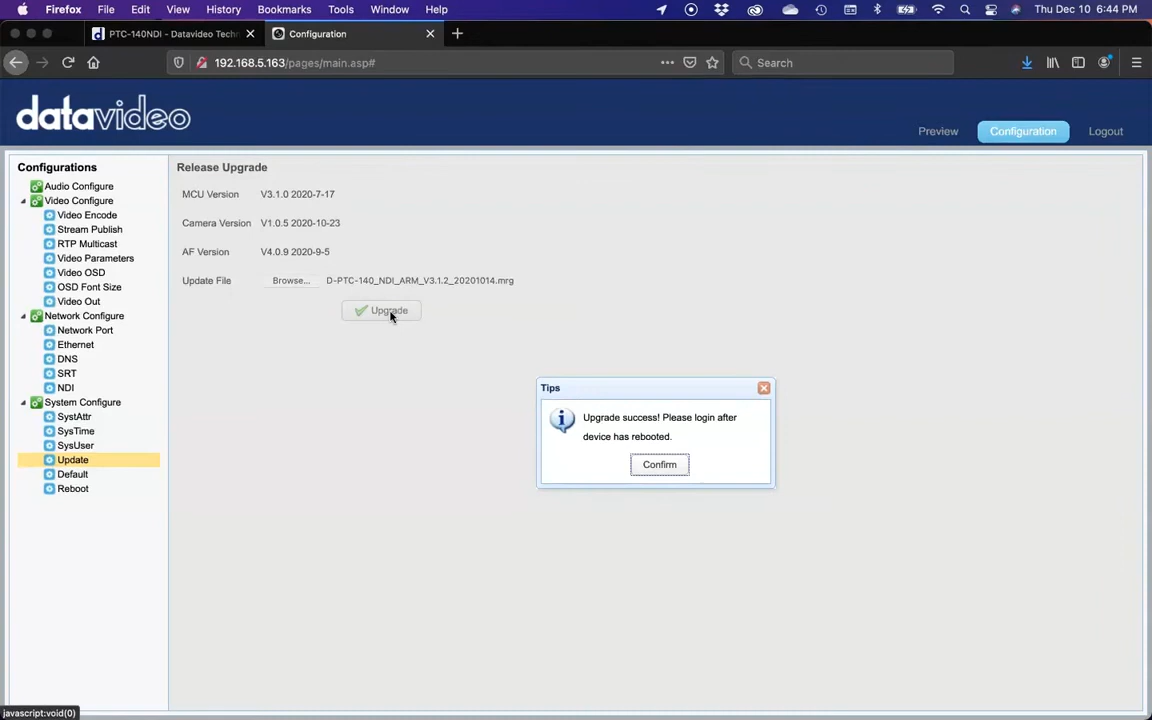 Firefox File Edit View History Bookmarks Tools Window Help Thu Dec 10 6:44 PM
PTC-140NDI - Datavideo Techn
Configuration
192.168.5.163/pages/main.asp#
Search
datavideo
Preview
Configuration
Logout
Configurations
Audio Configure
Video Configure
Video Encode
Stream Publish
RTP Multicast
Video Parameters
Video OSD
OSD Font Size
Video Out
Network Configure
Network Port
Ethernet
DNS
SRT
NDI
System Configure
SystAttr
SysTime
SysUser
Update
Default
Reboot
Release Upgrade
MCU Version V3.1.0 2020-7-17
Camera Version V1.0.5 2020-10-23
AF Version V4.0.9 2020-9-5
Update File Browse... D-PTC-140_NDI_ARM_V3.1.2_20201014.mrg
Upgrade
Tips
Upgrade success! Please login after
device has rebooted.
Confirm
javascript:void(0)